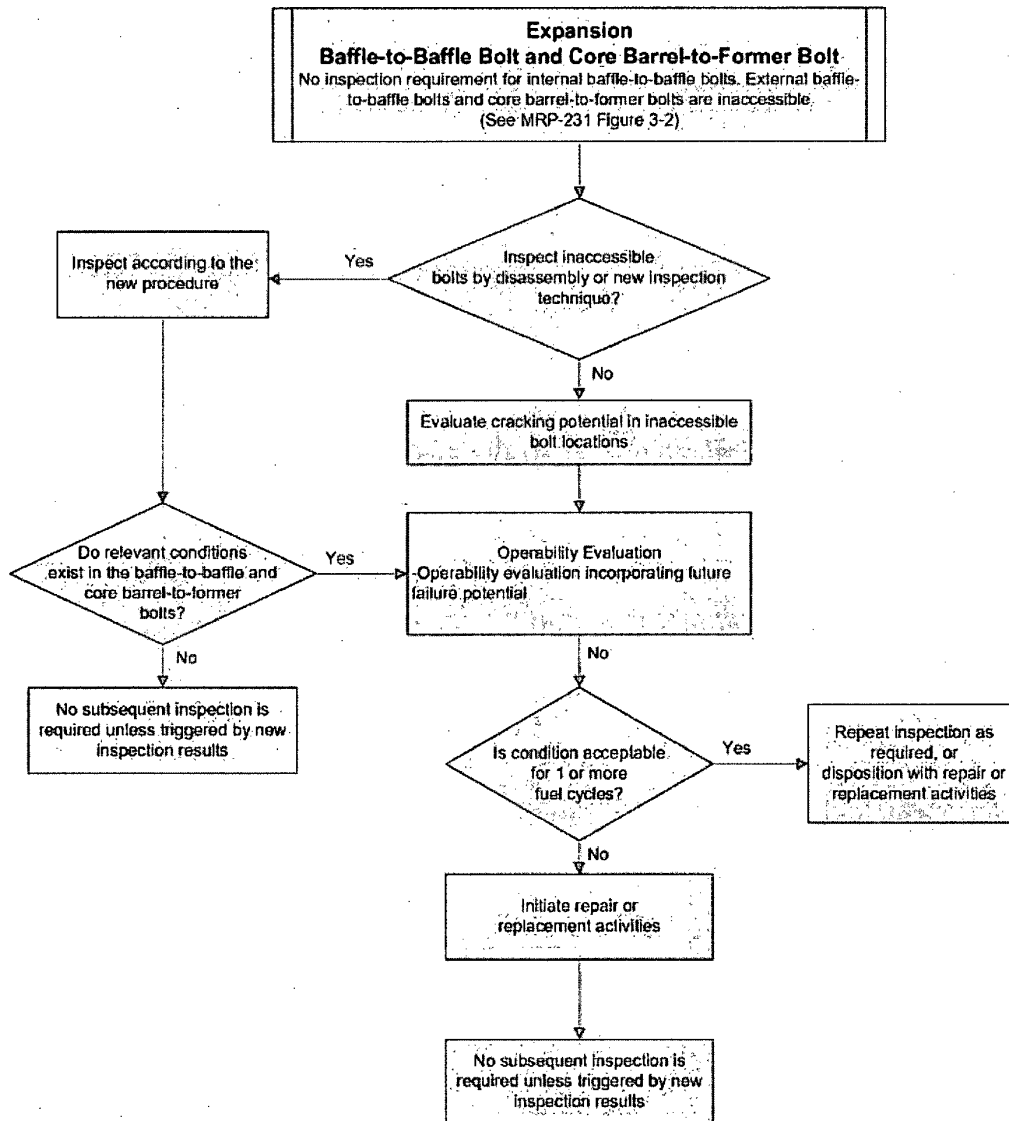 Expansion
Baffle-to-Baffle Bolt and Core Barrel-to-Former Bolt
No inspection requirement for internal baffle-to-baffle bolts. External baffle-
to-baffle bolts and core barrel-to-former bolts are inaccessible
(See MRP-231 Figure 3-2)
Inspect inaccessible
bolts by disassembly or new inspection
technique?
Yes
Inspect according to the
new procedure
No
Evaluate cracking potential in inaccessible
bolt locations
Do relevant conditions
exist in the baffle-to-baffle and
core barrel-to-former
bolts?
Yes
Operability Evaluation
-Operability evaluation incorporating future
failure potential
No
No
No subsequent inspection is
required unless triggered by new
inspection results
Is condition acceptable
for 1 or more
fuel cycles?
Yes
Repeat inspection as
required, or
disposition with repair or
replacement activities
No
Initiate repair or
replacement activities
No subsequent inspection is
required unless triggered by new
inspection results